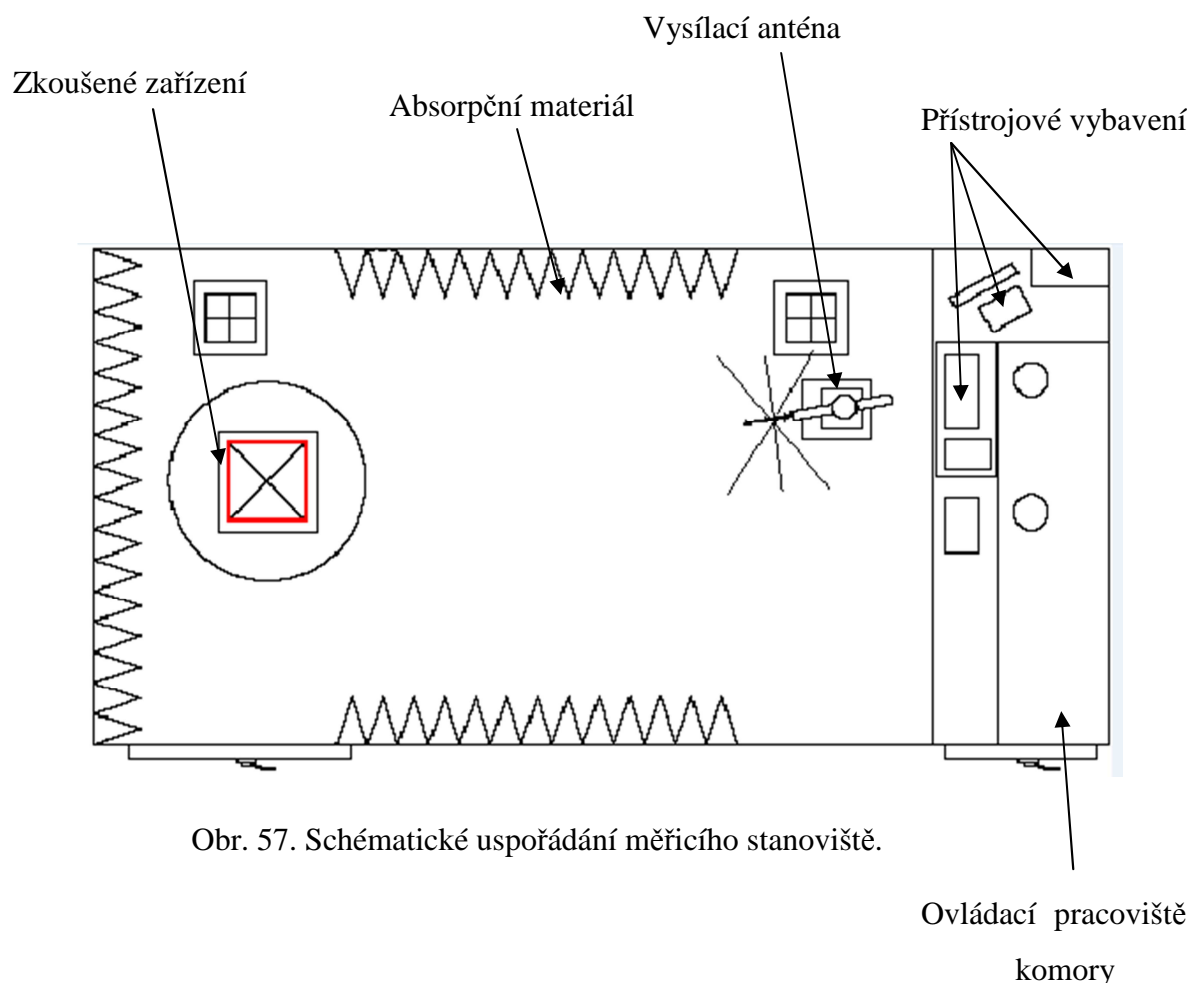 Vysílací anténa
Zkoušené zařízení
Absorpční materiál
Přístrojové vybavení
Obr. 57. Schématické uspořádání měřicího stanoviště.
Ovládací pracoviště
komory